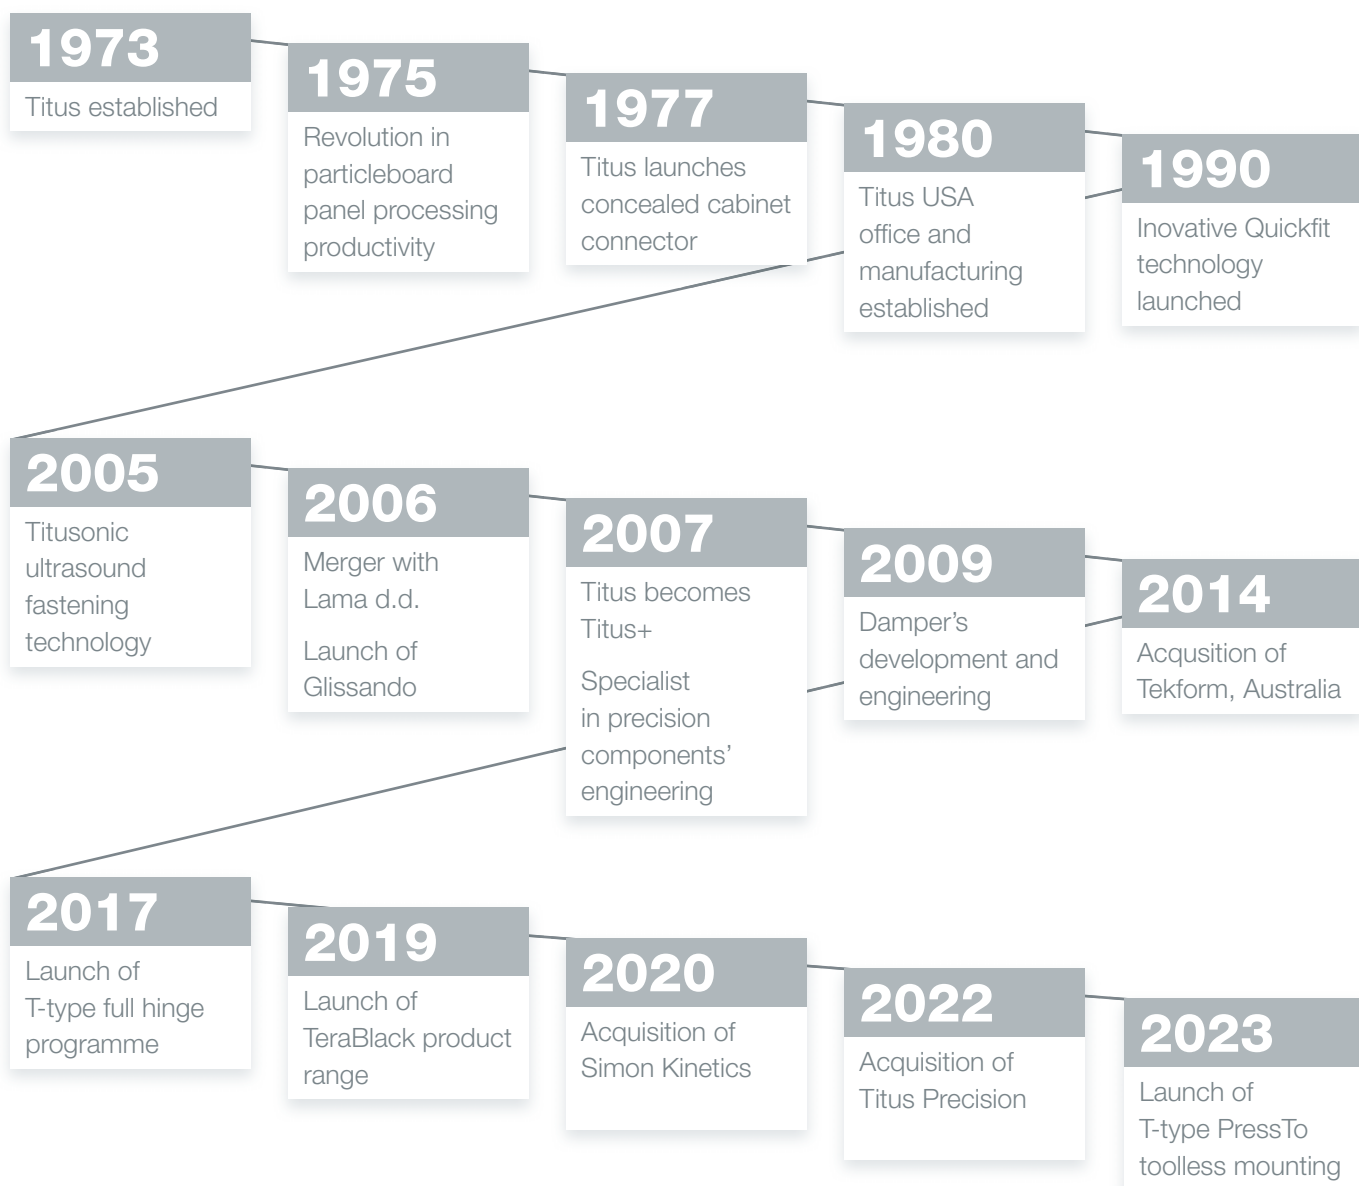 1973
Titus established
1975
Revolution in
particleboard
panel processing
productivity
1977
Titus launches
concealed cabinet
connector
1980
Titus USA
office and
manufacturing
established
1990
Inovative Quickfit
technology
launched
2005
Titusonic
ultrasound
fastening
technology
2006
Merger with
Lama d.d.
Launch of
Glissando
2007
Titus becomes
Titus+
Specialist
in precision
components’
engineering
2009
Damper’s
development and
engineering
2014
Acqusition of
Tekform, Australia
2017
Launch of
T-type full hinge
programme
2019
Launch of
TeraBlack product
range
2020
Acquisition of
Simon Kinetics
2022
Acquisition of
Titus Precision
2023
Launch of
T-type PressTo
toolless mounting